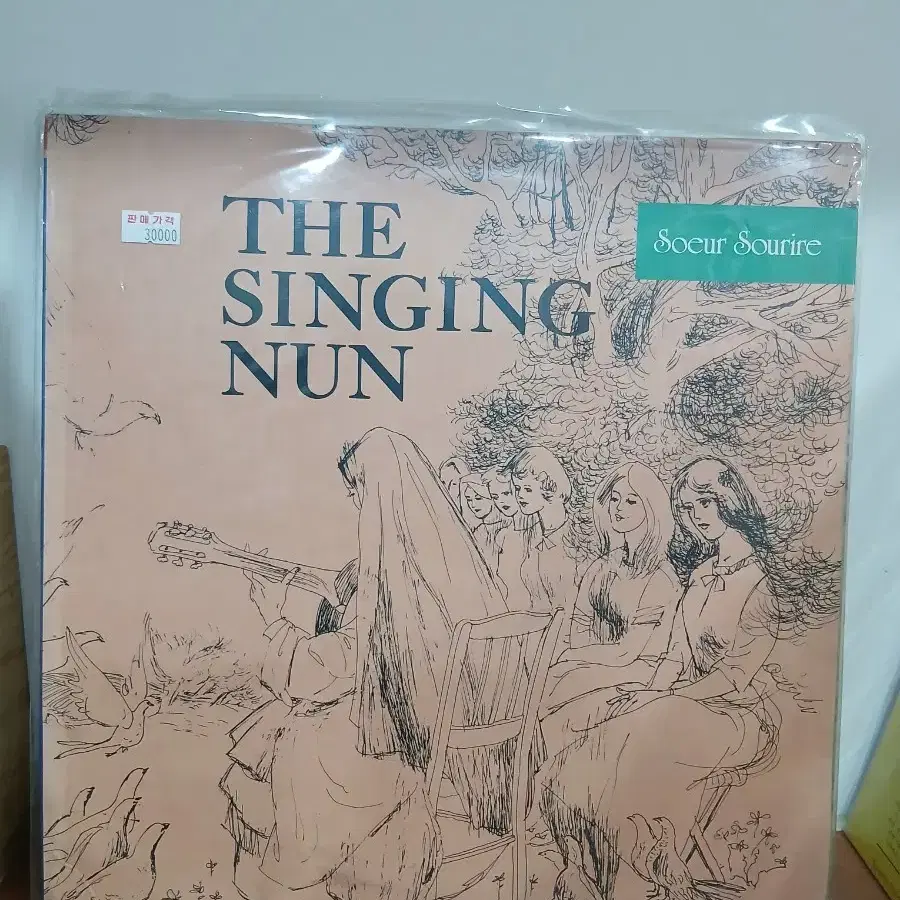 THE
SINGING
NUN
Soeur Sourire
판매가격
30000